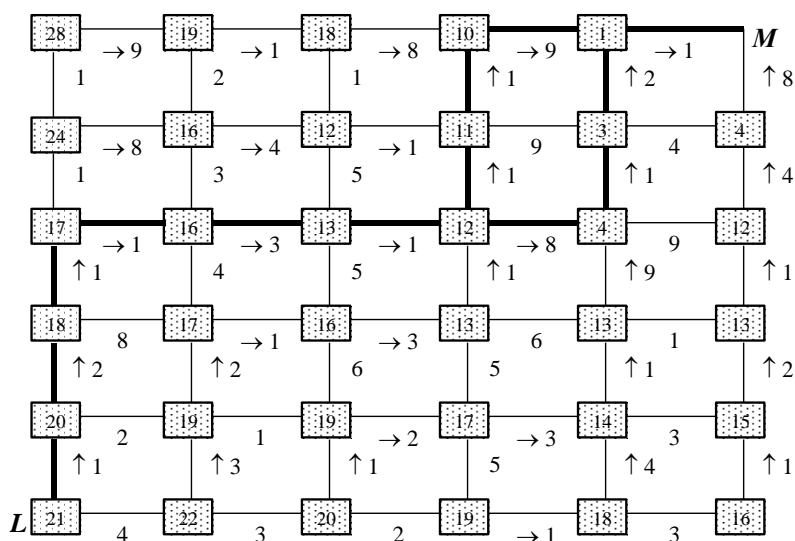 28 19 18 10 1 M
→ 9 → 1 → 8 → 9 → 1
1 2 1 ↑ 1 ↑ 2 ↑ 8
24 16 12 11 3 4
→ 8 → 4 → 1 9 4
1 3 5 ↑ 1 ↑ 1 ↑ 4
17 16 13 12 4 12
→ 1 → 3 → 1 → 8 9
↑ 1 4 5 ↑ 1 ↑ 9 ↑ 1
18 17 16 13 13 13
8 → 1 → 3 6 1
↑ 2 ↑ 2 6 5 ↑ 1 ↑ 2
20 19 19 17 14 15
2 1 → 2 → 3 3
↑ 1 ↑ 3 ↑ 1 5 ↑ 4 ↑ 1
L 21 22 20 19 18 16
4 3 2 → 1 3